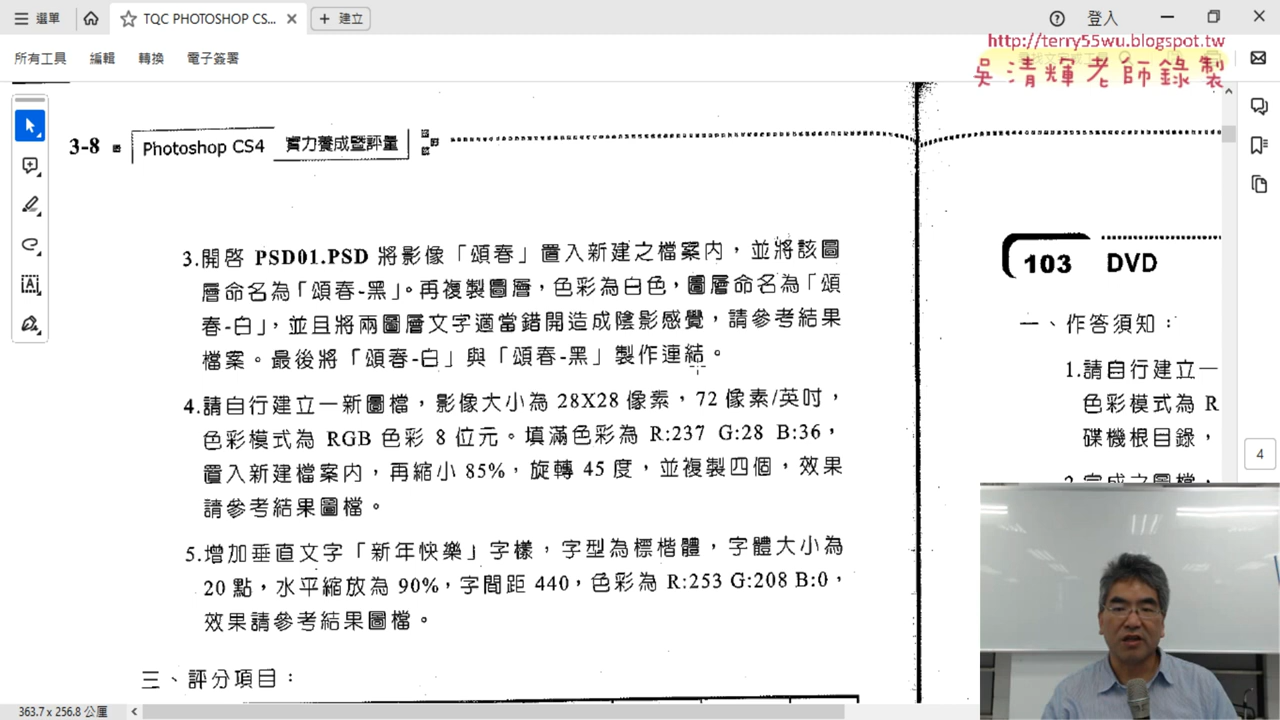 選單
TQC PHOTOSHOP CS...
建立
登入
http://terry55wu.blogspot.tw
吳清輝老師錄製
所有工具
編輯
轉換
電子簽署
3-8
Photoshop CS4
實力養成暨評量
3.開啓 PSD01.PSD 將影像「頌春」置入新建之檔案內，並將該圖
層命名為「頌春-黑」。再複製圖層，色彩為白色，圖層命名為「頌
春-白」，並且將兩圖層文字適當錯開造成陰影感覺，請參考結果
檔案。最後將「頌春-白」與「頌春-黑」製作連結。
4.請自行建立一新圖檔，影像大小為 28X28 像素，72 像素/英吋，
色彩模式為 RGB 色彩 8 位元。填滿色彩為 R:237 G:28 B:36，
置入新建檔案內，再縮小 85%，旋轉 45 度，並複製四個，效果
請參考結果圖檔。
5.增加垂直文字「新年快樂」字樣，字型為標楷體，字體大小為
20 點，水平縮放為 90%，字間距 440，色彩為 R:253 G:208 B:0，
效果請參考結果圖檔。
三、評分項目：
103 DVD
一、作答須知：
1.請自行建立一
色彩模式為 R
碟機根目錄，
4
363.7 x 256.8 公厘